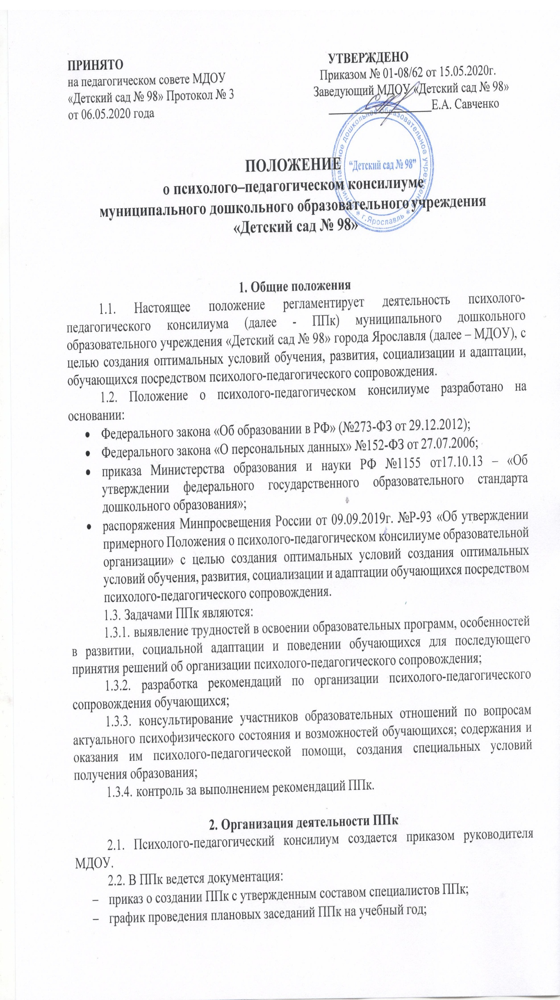 ПРИНЯТО
на педагогическом совете МДОУ
«Детский сад № 98» Протокол № 3
от 06.05.2020 года
УТВЕРЖДЕНО
Приказом № 01-08/62 от 15.05.2020г.
Заведующий МДОУ «Детский сад № 98»
Е.А. Савченко
муниципальное дошкольное образовательное учреждение * г.Ярославль *
“Детский сад № 98”
ПОЛОЖЕНИЕ
о психолого–педагогическом консилиуме
муниципального дошкольного образовательного учреждения
«Детский сад № 98»
1. Общие положения
1.1. Настоящее положение регламентирует деятельность психолого-
педагогического консилиума (далее - ППк) муниципального дошкольного
образовательного учреждения «Детский сад № 98» города Ярославля (далее – МДОУ), с
целью создания оптимальных условий обучения, развития, социализации и адаптации,
обучающихся посредством психолого-педагогического сопровождения.
1.2. Положение о психолого-педагогическом консилиуме разработано на
основании:
• Федерального закона «Об образовании в РФ» (№273-ФЗ от 29.12.2012);
• Федерального закона «О персональных данных» №152-ФЗ от 27.07.2006;
• приказа Министерства образования и науки РФ №1155 от17.10.13 – «Об
утверждении федерального государственного образовательного стандарта
дошкольного образования»;
• распоряжения Минпросвещения России от 09.09.2019г. №Р-93 «Об утверждении
примерного Положения о психолого-педагогическом консилиуме образовательной
организации» с целью создания оптимальных условий создания оптимальных
условий обучения, развития, социализации и адаптации обучающихся посредством
психолого-педагогического сопровождения.
1.3. Задачами ППк являются:
1.3.1. выявление трудностей в освоении образовательных программ, особенностей
в развитии, социальной адаптации и поведении обучающихся для последующего
принятия решений об организации психолого-педагогического сопровождения;
1.3.2. разработка рекомендаций по организации психолого-педагогического
сопровождения обучающихся;
1.3.3. консультирование участников образовательных отношений по вопросам
актуального психофизического состояния и возможностей обучающихся; содержания и
оказания им психолого-педагогической помощи, создания специальных условий
получения образования;
1.3.4. контроль за выполнением рекомендаций ППк.
2. Организация деятельности ППк
2.1. Психолого-педагогический консилиум создается приказом руководителя
МДОУ.
2.2. В ППк ведется документация:
– приказ о создании ППк с утвержденным составом специалистов ППк;
– график проведения плановых заседаний ППк на учебный год;